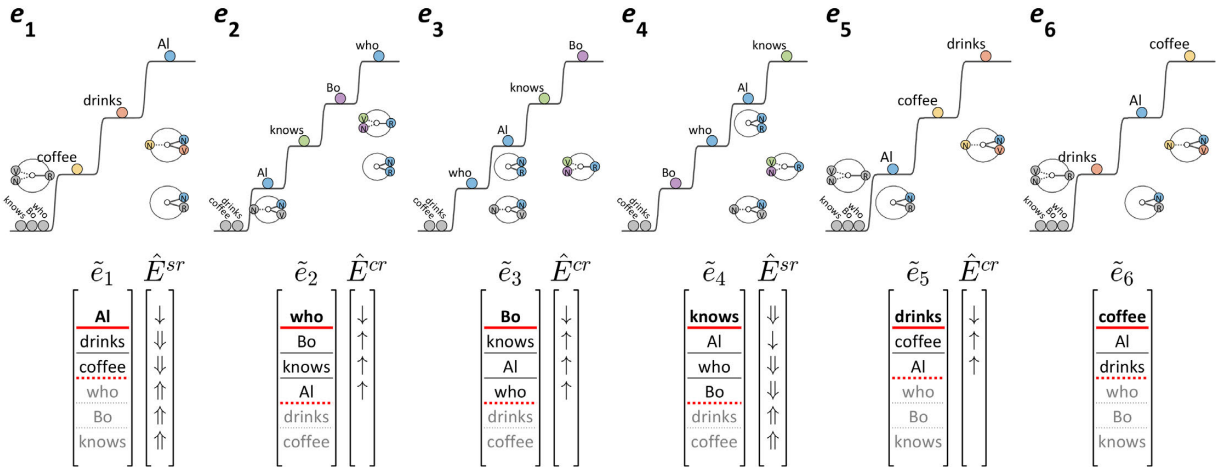 e1 e2 e3 e4 e5 e6
Al
drinks
coffee
V
N
R
N
N
V
N
R
knows
Bo
who
who
Bo
knows
Al
V
N
R
N
R
N
N
V
drinks
coffee
Bo
knows
Al
who
N
R
V
N
R
N
N
V
drinks
coffee
knows
Al
who
Bo
N
R
V
N
R
N
N
V
drinks
coffee
drinks
coffee
Al
N
N
V
V
N
R
N
R
knows
Bo
who
coffee
Al
drinks
N
N
V
V
N
R
N
R
knows
Bo
who
ẽ1 Ê^sr ẽ2 Ê^cr ẽ3 Ê^cr ẽ4 Ê^sr ẽ5 Ê^cr ẽ6
Al ↓ who ↓ Bo ↓ knows ⇓ drinks ↓ coffee
drinks ⇓ Bo ↑ knows ↑ Al ↓ coffee ↑ Al
coffee ⇓ knows ↑ Al ↑ who ⇓ Al ↑ drinks
who ⇑ Al ↑ who ↑ Bo ⇓ who who
Bo ⇑ drinks drinks drinks ⇑ Bo Bo
knows ⇑ coffee coffee coffee ⇑ knows knows